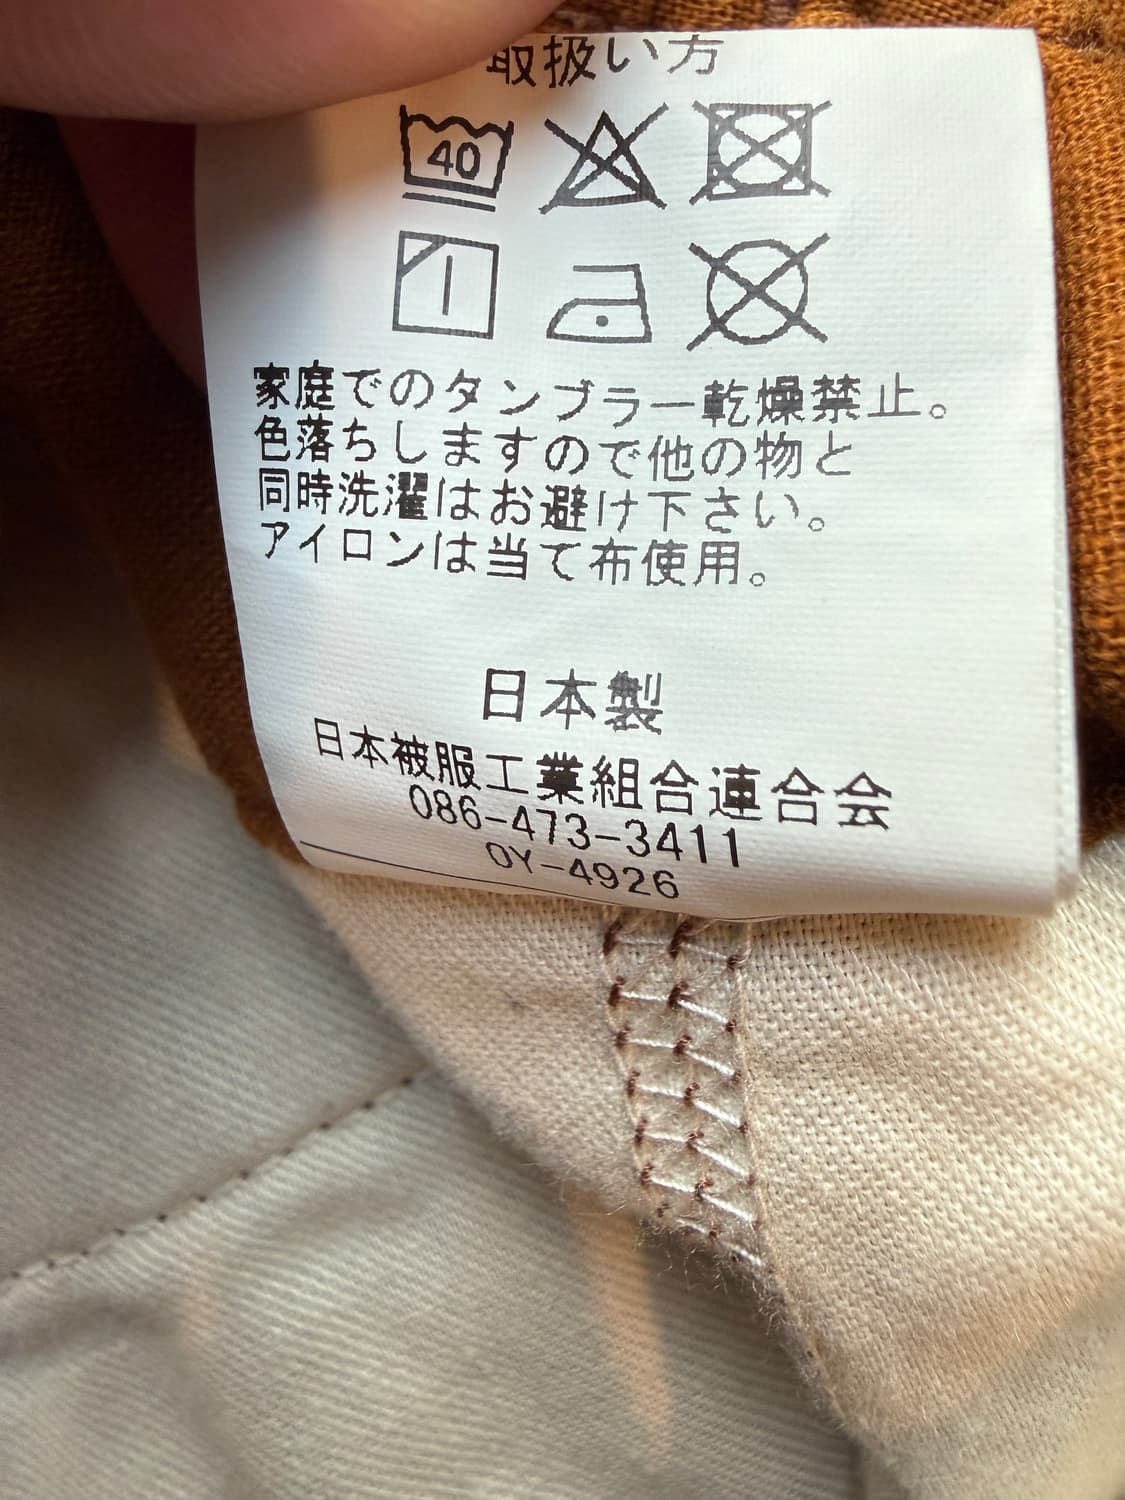 取扱い方
40
家庭でのタンブラー乾燥禁止。
色落ちしますので他の物と
同時洗濯はお避け下さい。
アイロンは当て布使用。
日本製
日本被服工業組合連合会
086-473-3411
OY-4926